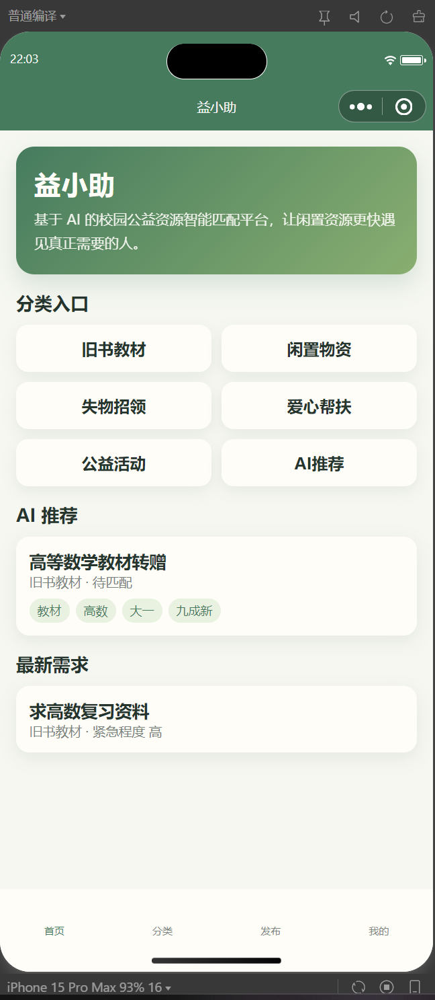 普通编译
22:03
益小助
益小助
基于 AI 的校园公益资源智能匹配平台，让闲置资源更快遇
见真正需要的人。
分类入口
旧书教材 闲置物资
失物招领 爱心帮扶
公益活动 AI推荐
AI 推荐
高等数学教材转赠
旧书教材 · 待匹配
教材 高数 大一 九成新
最新需求
求高数复习资料
旧书教材 · 紧急程度 高
首页 分类 发布 我的
iPhone 15 Pro Max 93% 16